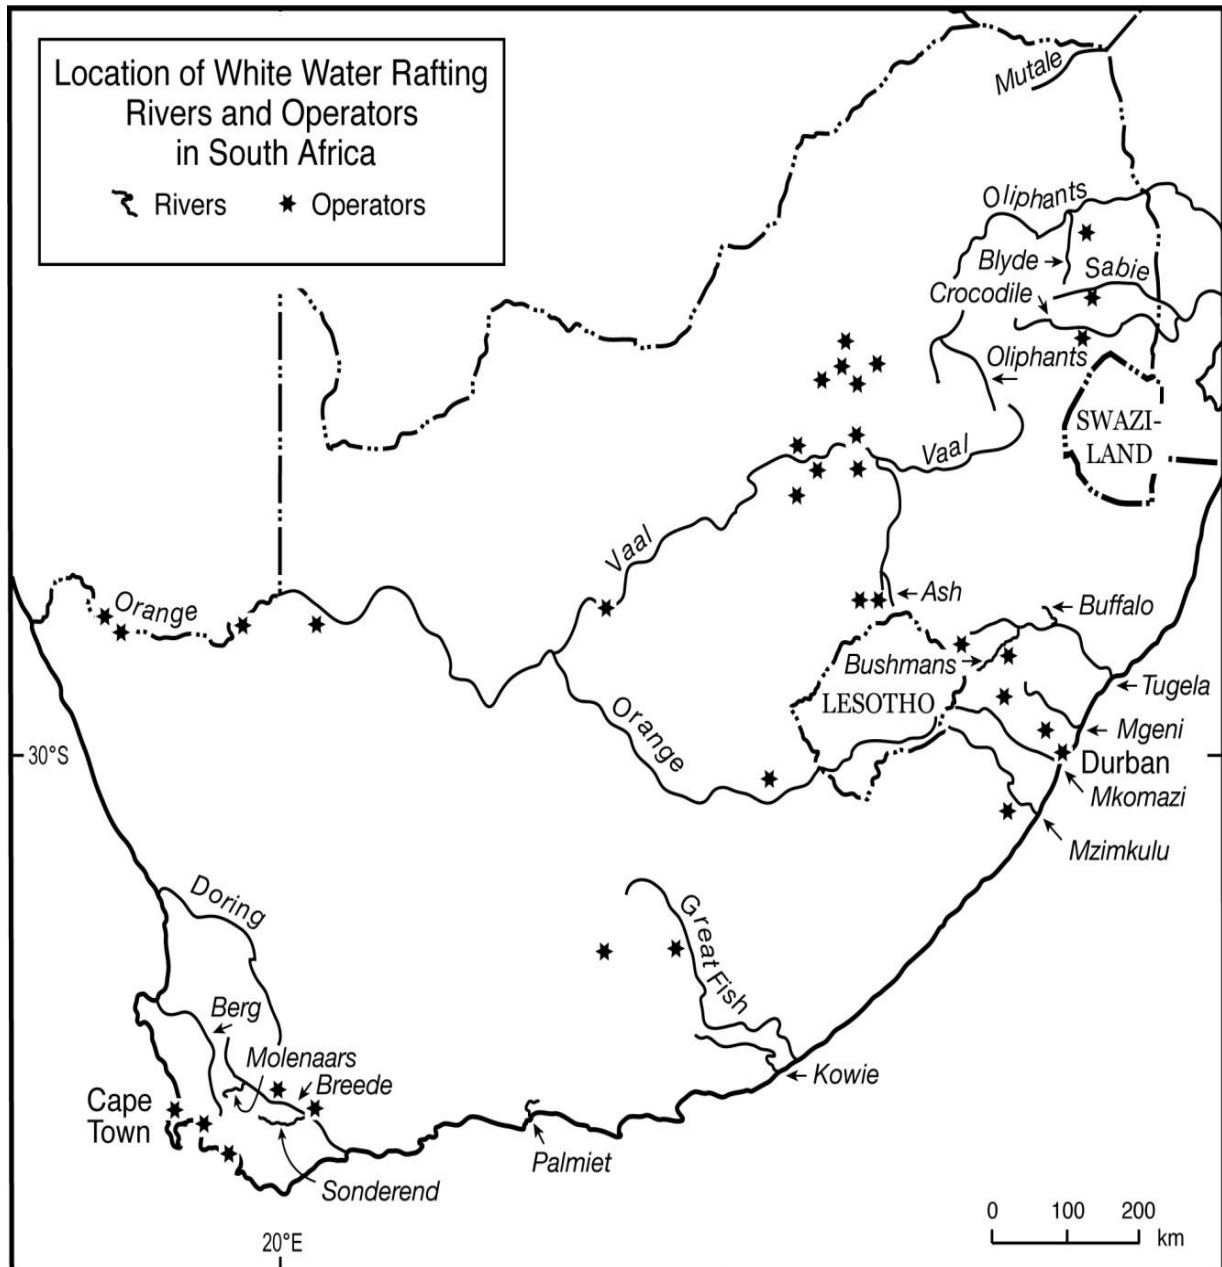 Location of White Water Rafting
Rivers and Operators
in South Africa
Rivers
Operators
Mutale
Oliphants
Blyde
Sabie
Crocodile
Oliphants
SWAZI-
LAND
Vaal
Vaal
Ash
Orange
Buffalo
Bushmans
Tugela
LESOTHO
Orange
Mgeni
30°S
Durban
Mkomazi
Mzimkulu
Doring
Great Fish
Berg
Molenaars
Breede
Kowie
Cape
Town
Palmiet
Sonderend
0 100 200
km
20°E